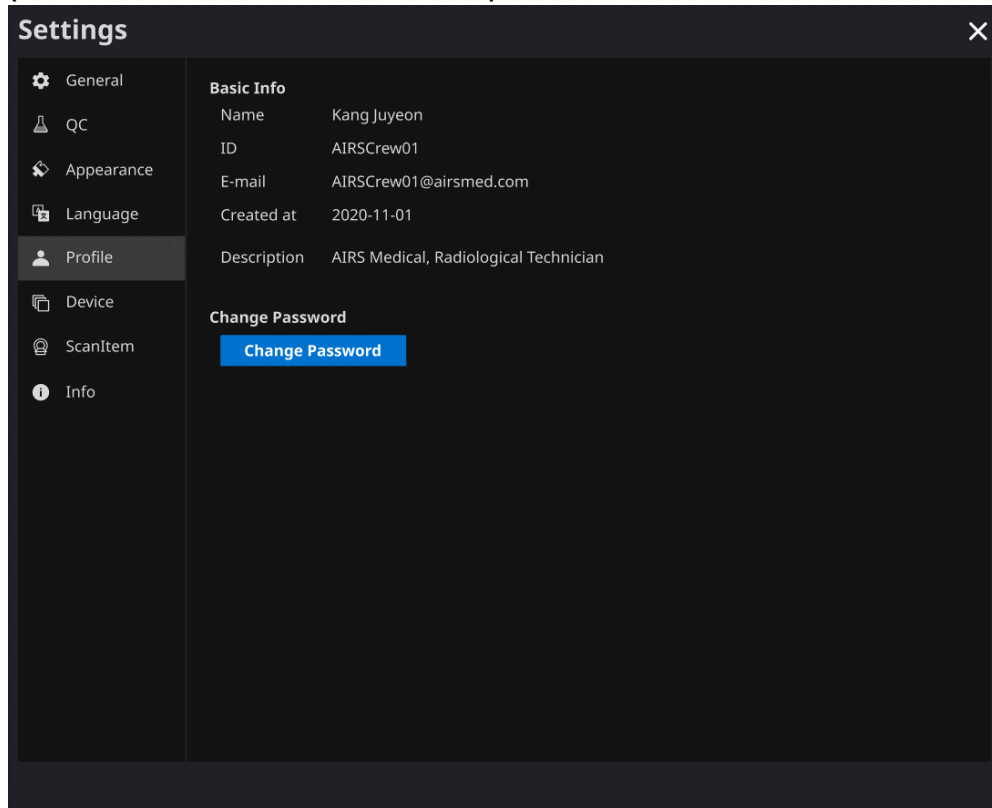 Settings
General
QC
Appearance
Language
Profile
Device
ScanItem
Info
Basic Info
Name Kang Juyeon
ID AIRSCrew01
E-mail AIRSCrew01@airsmed.com
Created at 2020-11-01
Description AIRS Medical, Radiological Technician
Change Password
Change Password